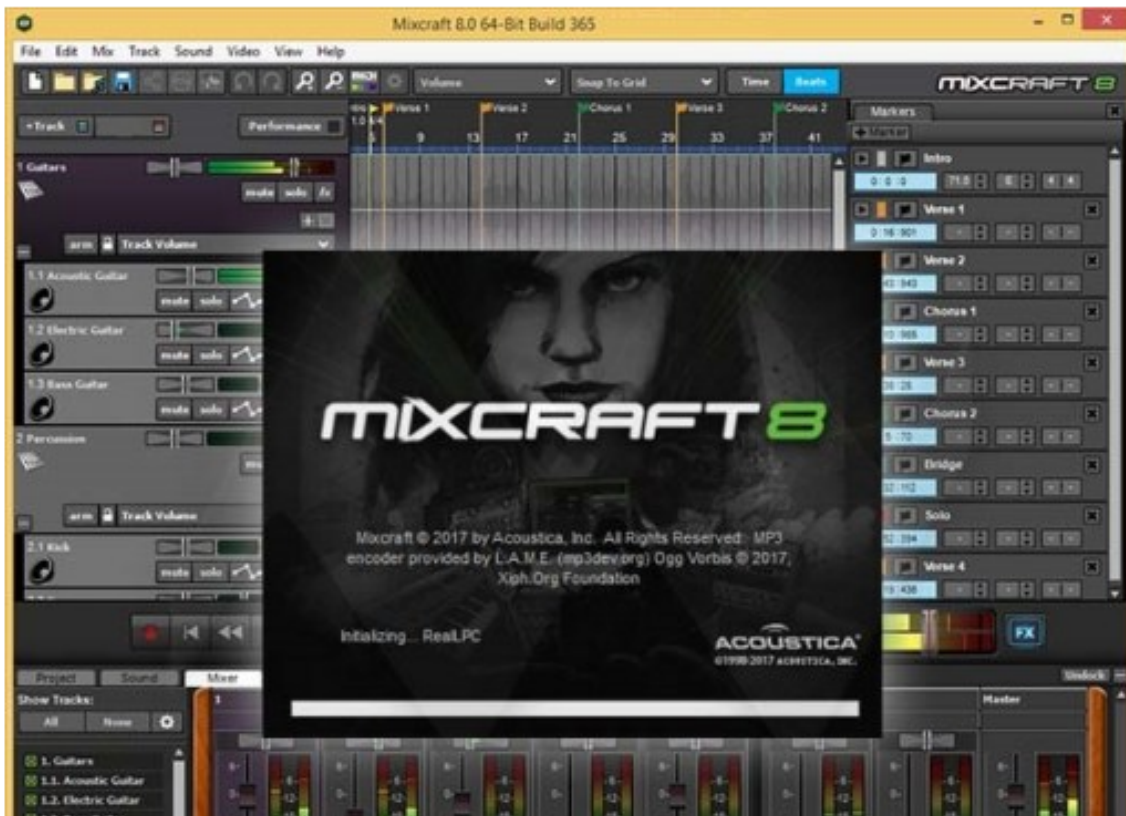 Mixcraft 8.0 64-Bit Build 365
File Edit Mix Track Sound Video View Help
Volume Snap To Grid Time Beats MIXCRAFT 8
+Track Performance
Verse 1 Verse 2 Chorus 1 Verse 3 Chorus 2
5 9 13 17 21 25 29 33 37 41
Markers
+ Marker
1 Guitars
mute solo fx
arm Track Volume
1.1 Acoustic Guitar
mute solo
1.2 Electric Guitar
mute solo
1.3 Bass Guitar
mute solo
2 Percussion
arm Track Volume
2.1 Kick
mute solo
Intro
0:0:0 71.0 E 4 4
Verse 1
0:16:901
Verse 2
Chorus 1
Verse 3
Chorus 2
Bridge
Solo
Verse 4
MIXCRAFT 8
Mixcraft © 2017 by Acoustica, Inc. All Rights Reserved. MP3
encoder provided by L.A.M.E. (mp3dev.org) Ogg Vorbis © 2017,
Xiph.Org Foundation
Initializing... RealLPC
ACOUSTICA
©1998-2017 ACOUSTICA, INC.
FX
Project Sound Mixer Undock
Show Tracks:
All None
1 Master
1. Guitars
1.1. Acoustic Guitar
1.2. Electric Guitar